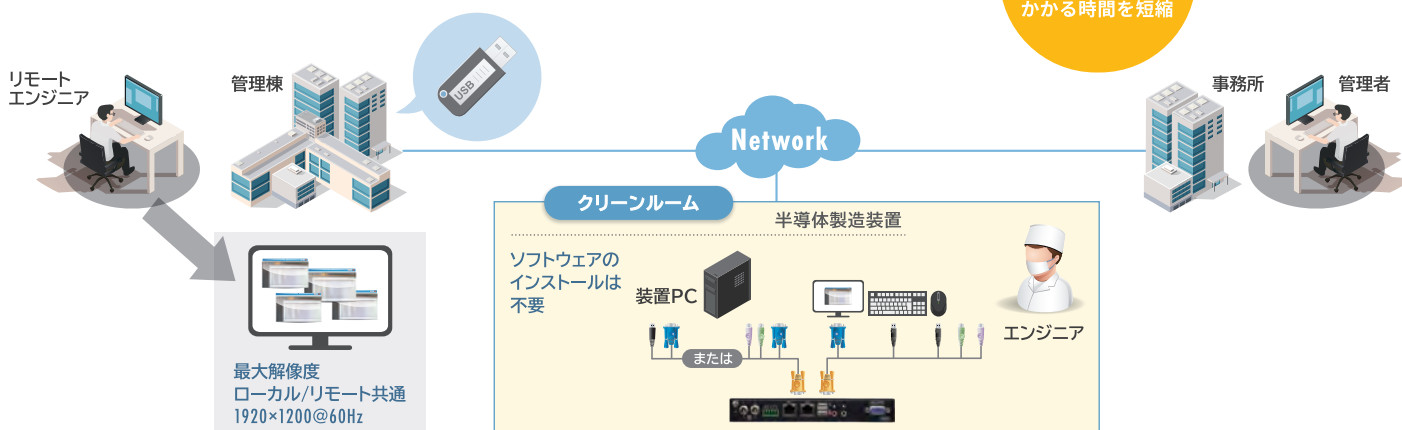 かかる時間を短縮
リモート
エンジニア
管理棟
USB
Network
事務所
管理者
クリーンルーム
半導体製造装置
ソフトウェアの
インストールは
不要
装置PC
または
エンジニア
最大解像度
ローカル/リモート共通
1920×1200@60Hz